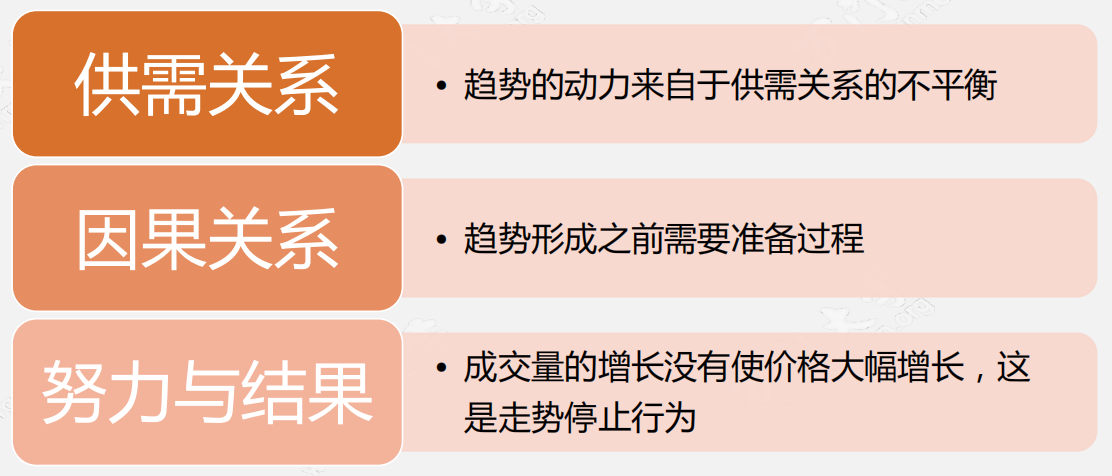 供需关系
• 趋势的动力来自于供需关系的不平衡
因果关系
• 趋势形成之前需要准备过程
努力与结果
• 成交量的增长没有使价格大幅增长，这
是走势停止行为